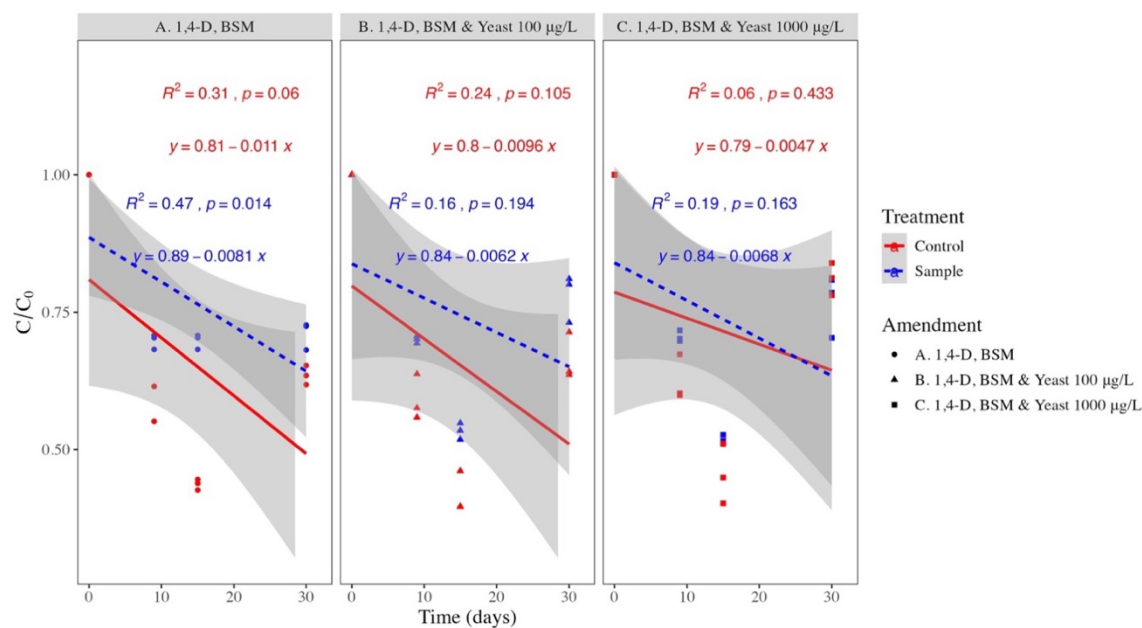 A. 1,4-D, BSM
B. 1,4-D, BSM & Yeast 100 μg/L
C. 1,4-D, BSM & Yeast 1000 μg/L
R² = 0.31 , p = 0.06
y = 0.81 − 0.011 x
R² = 0.47 , p = 0.014
y = 0.89 − 0.0081 x
R² = 0.24 , p = 0.105
y = 0.8 − 0.0096 x
R² = 0.16 , p = 0.194
y = 0.84 − 0.0062 x
R² = 0.06 , p = 0.433
y = 0.79 − 0.0047 x
R² = 0.19 , p = 0.163
y = 0.84 − 0.0068 x
C/C₀
1.00
0.75
0.50
0 10 20 30
0 10 20 30
0 10 20 30
Time (days)
Treatment
a Control
a Sample
Amendment
A. 1,4-D, BSM
B. 1,4-D, BSM & Yeast 100 μg/L
C. 1,4-D, BSM & Yeast 1000 μg/L